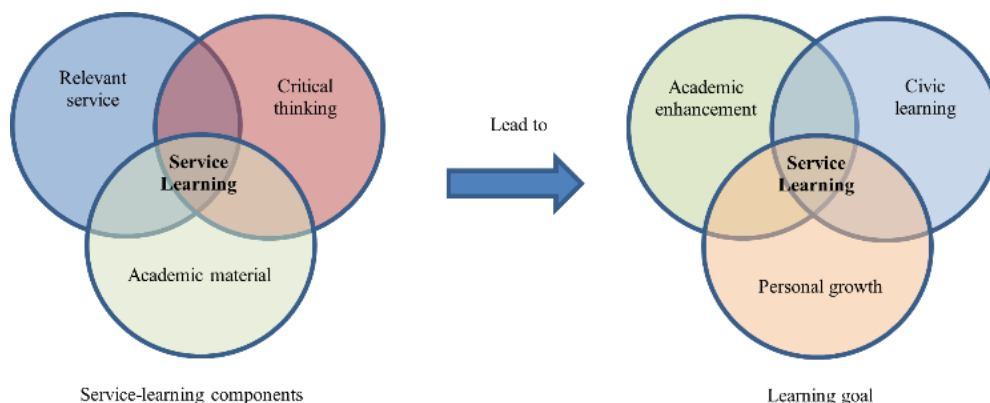 Relevant
service
Critical
thinking
Service
Learning
Academic material
Service-learning components
Lead to
Academic
enhancement
Civic
learning
Service
Learning
Personal growth
Learning goal